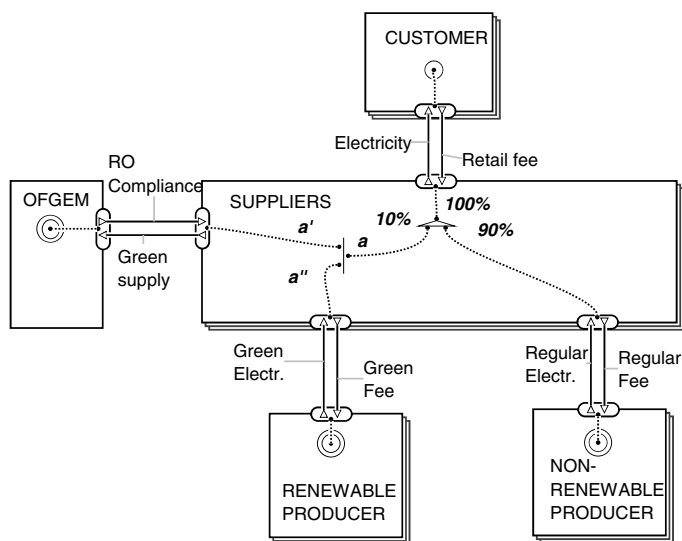 CUSTOMER
Electricity
Retail fee
RO
Compliance
OFGEM
SUPPLIERS
100%
10%
90%
a'
a
a"
Green
supply
Green
Electr.
Green
Fee
Regular
Electr.
Regular
Fee
RENEWABLE
PRODUCER
NON-
RENEWABLE
PRODUCER